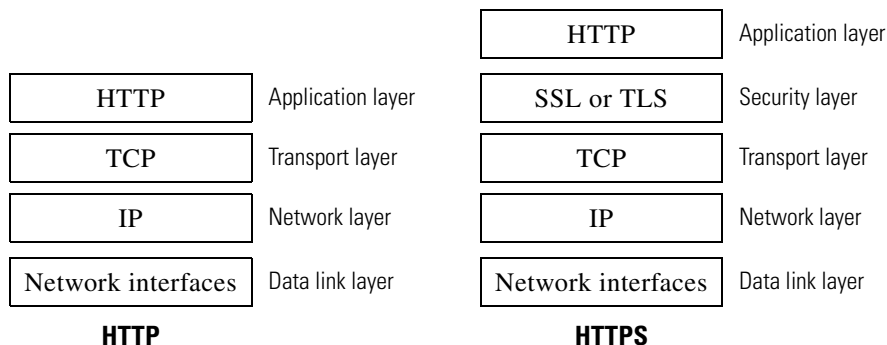 HTTP Application layer
HTTP Application layer SSL or TLS Security layer
TCP Transport layer TCP Transport layer
IP Network layer IP Network layer
Network interfaces Data link layer Network interfaces Data link layer
HTTP HTTPS